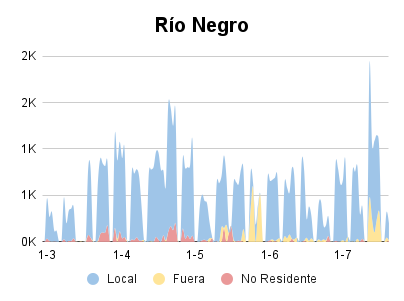 Río Negro
2K
2K
1K
1K
0K
1-3 1-4 1-5 1-6 1-7
Local Fuera No Residente